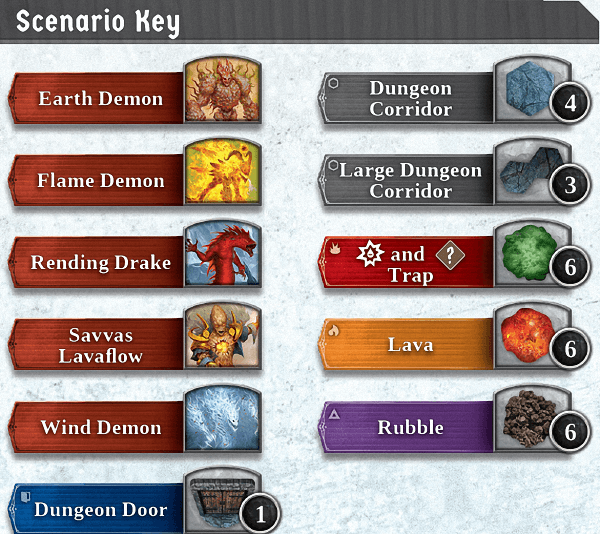 Scenario Key
Earth Demon
Flame Demon
Rending Drake
Savvas
Lavaflow
Wind Demon
Dungeon Door
1
Dungeon
Corridor
4
Large Dungeon
Corridor
3
and ?
Trap
6
Lava
6
Rubble
6